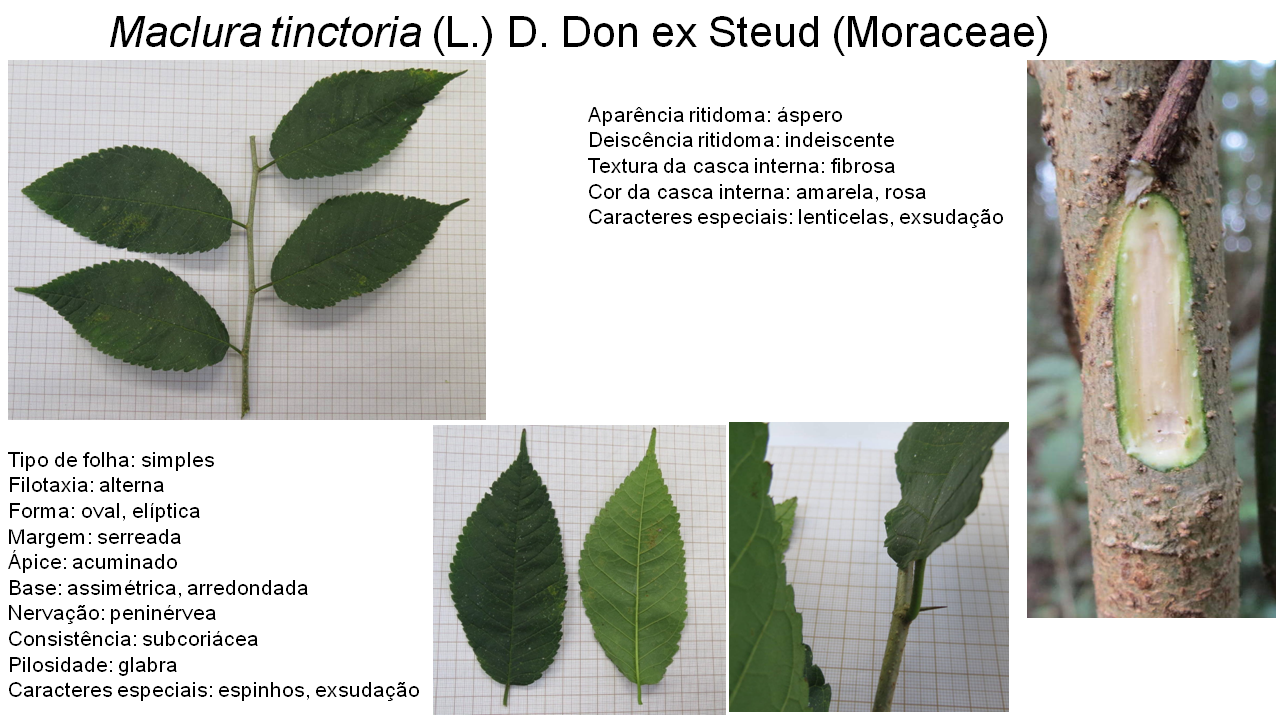 Maclura tinctoria (L.) D. Don ex Steud (Moraceae)
Aparência ritidoma: áspero
Deiscência ritidoma: indeiscente
Textura da casca interna: fibrosa
Cor da casca interna: amarela, rosa
Caracteres especiais: lenticelas, exsudação
Tipo de folha: simples
Filotaxia: alterna
Forma: oval, elíptica
Margem: serreada
Ápice: acuminado
Base: assimétrica, arredondada
Nervação: peninérvea
Consistência: subcoriácea
Pilosidade: glabra
Caracteres especiais: espinhos, exsudação